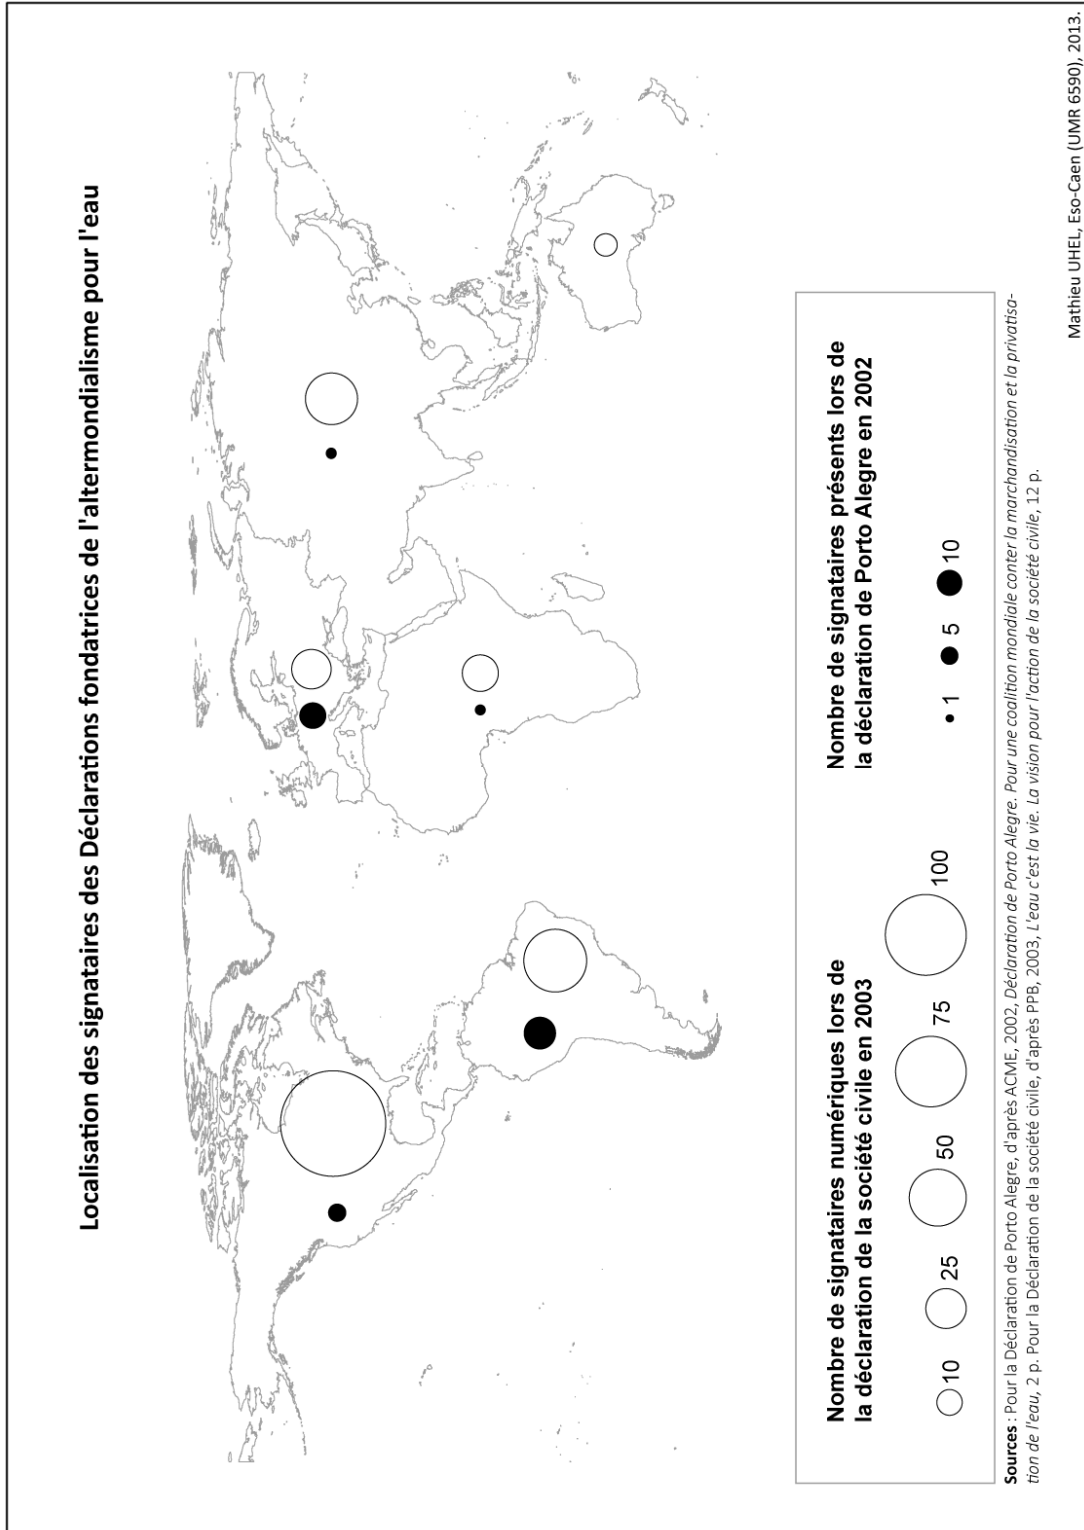 Localisation des signataires des Déclarations fondatrices de l'altermondialisme pour l'eau
Nombre de signataires numériques lors de
la déclaration de la société civile en 2003
10
25
50
75
100
Nombre de signataires présents lors de
la déclaration de Porto Alegre en 2002
1
5
10
Sources : Pour la Déclaration de Porto Alegre, d'après ACME, 2002, Déclaration de Porto Alegre. Pour une coalition mondiale conter la marchandisation et la privatisa-
tion de l'eau, 2 p. Pour la Déclaration de la société civile, d'après PPB, 2003, L'eau c'est la vie. La vision pour l'action de la société civile, 12 p.
Mathieu UHEL, Eso-Caen (UMR 6590), 2013.